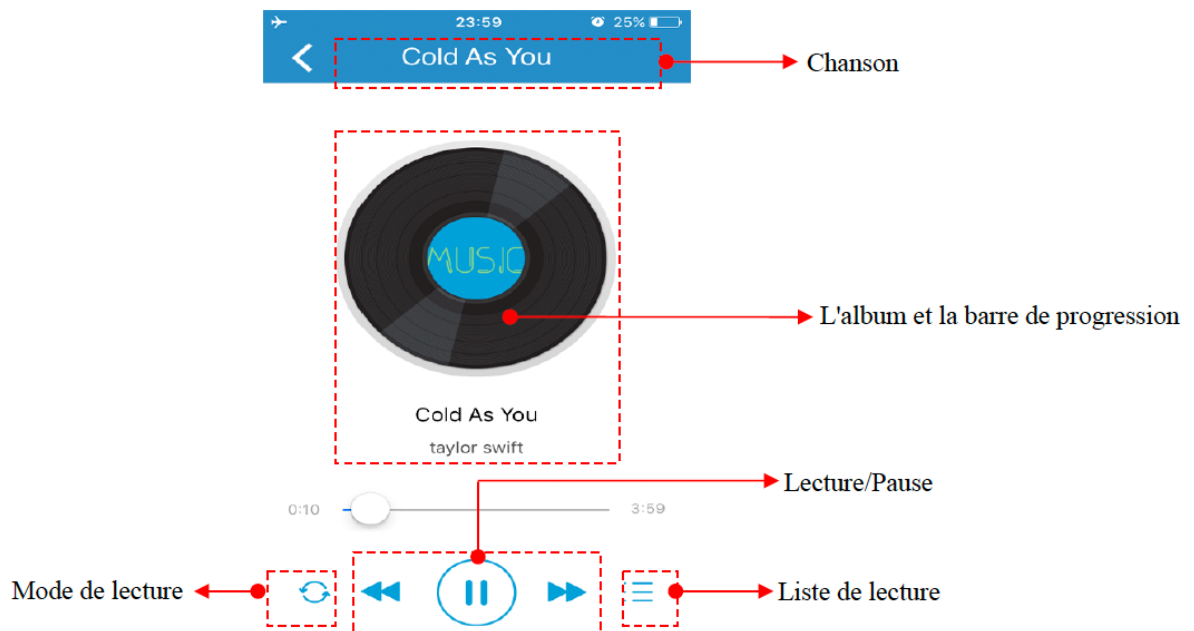 23:59
25%
Cold As You
Chanson
MUSIC
L'album et la barre de progression
Cold As You
taylor swift
Lecture/Pause
0:10
3:59
Mode de lecture
Liste de lecture